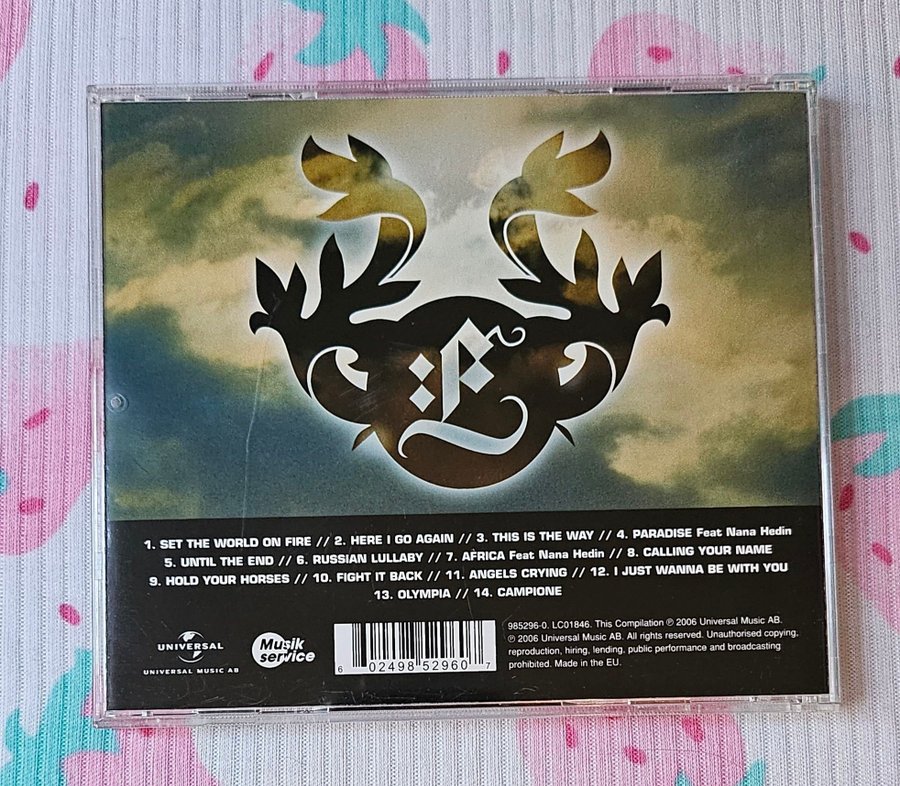 E
1. SET THE WORLD ON FIRE // 2. HERE I GO AGAIN // 3. THIS IS THE WAY // 4. PARADISE Feat Nana Hedin
5. UNTIL THE END // 6. RUSSIAN LULLABY // 7. AFRICA Feat Nana Hedin // 8. CALLING YOUR NAME
9. HOLD YOUR HORSES // 10. FIGHT IT BACK // 11. ANGELS CRYING // 12. I JUST WANNA BE WITH YOU
13. OLYMPIA // 14. CAMPIONE
UNIVERSAL
UNIVERSAL MUSIC AB
Musik
service
6 02498 52960 7
985296-0. LC01846. This Compilation ℗ 2006 Universal Music AB.
℗ 2006 Universal Music AB. All rights reserved. Unauthorised copying,
reproduction, hiring, lending, public performance and broadcasting
prohibited. Made in the EU.